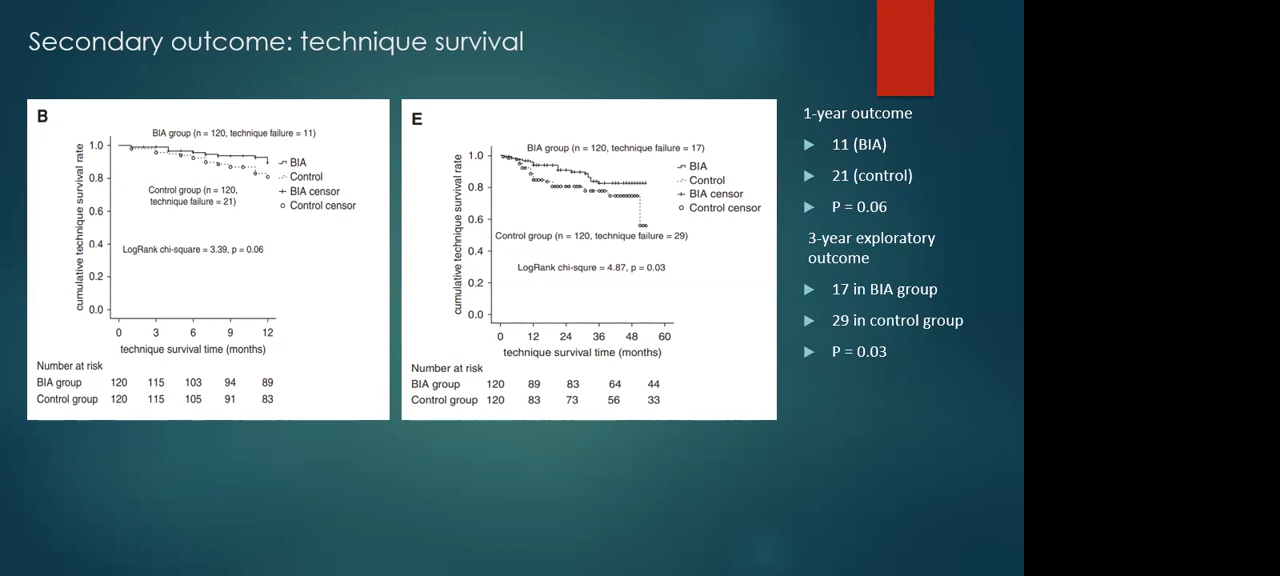 Secondary outcome: technique survival
B
BIA group (n = 120, technique failure = 11)
cumulative technique survival rate
1.0
0.8
0.6
0.4
0.2
0.0
BIA
Control
BIA censor
Control censor
Control group (n = 120,
technique failure = 21)
LogRank chi-square = 3.39, p = 0.06
0 3 6 9 12
technique survival time (months)
Number at risk
BIA group 120 115 103 94 89
Control group 120 115 105 91 83
E
BIA group (n = 120, technique failure = 17)
cumulative technique survival rate
1.0
0.8
0.6
0.4
0.2
0.0
BIA
Control
BIA censor
Control censor
Control group (n = 120, technique failure = 29)
LogRank chi-squre = 4.87, p = 0.03
0 12 24 36 48 60
technique survival time (months)
Number at risk
BIA group 120 89 83 64 44
Control group 120 83 73 56 33
1-year outcome
11 (BIA)
21 (control)
P = 0.06
3-year exploratory
outcome
17 in BIA group
29 in control group
P = 0.03